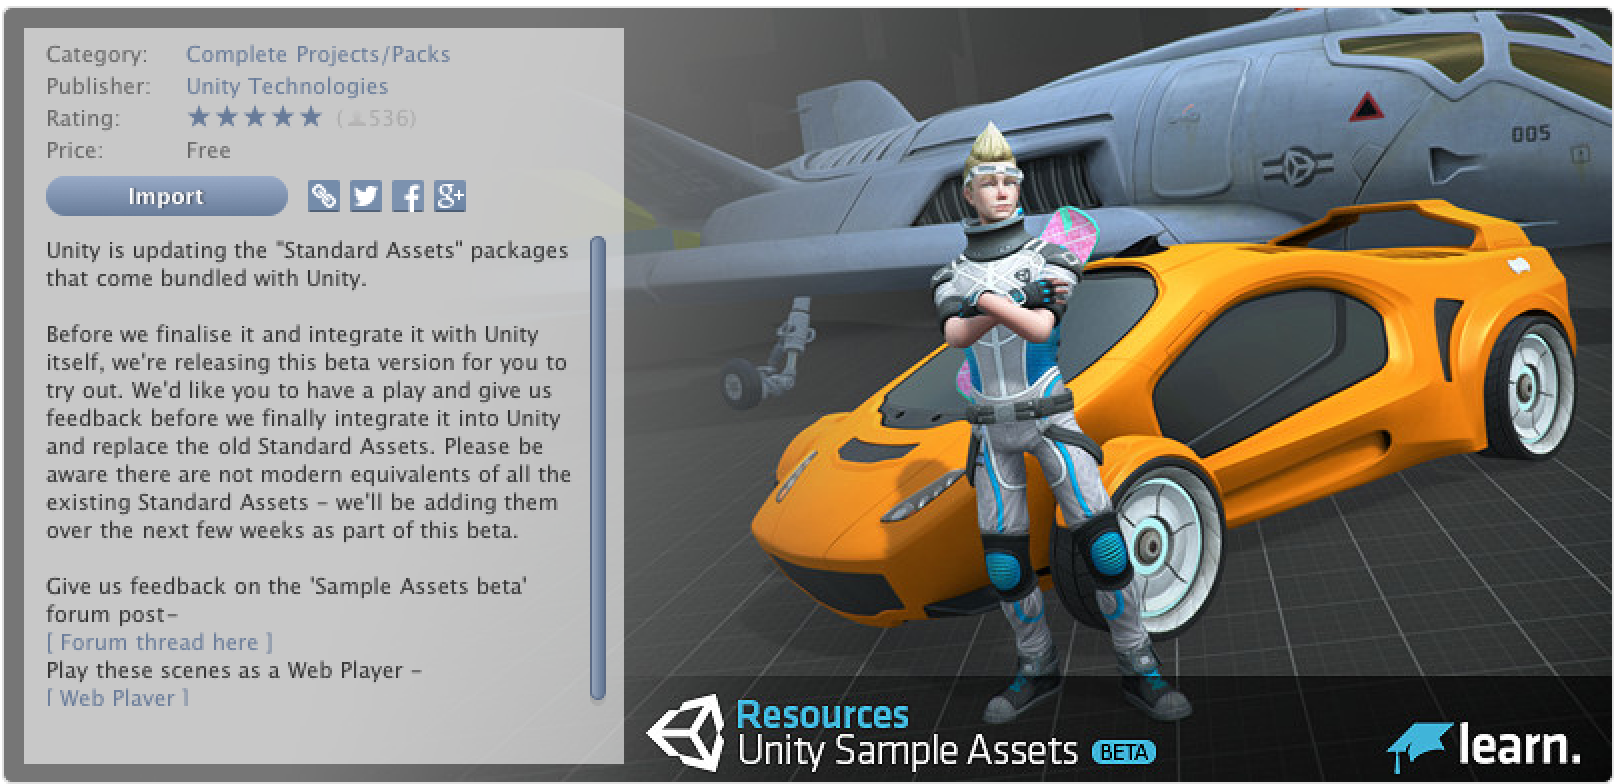 Category: Complete Projects/Packs
Publisher: Unity Technologies
Rating: ★★★★★ (536)
Price: Free
Import
Unity is updating the "Standard Assets" packages
that come bundled with Unity.
Before we finalise it and integrate it with Unity
itself, we're releasing this beta version for you to
try out. We'd like you to have a play and give us
feedback before we finally integrate it into Unity
and replace the old Standard Assets. Please be
aware there are not modern equivalents of all the
existing Standard Assets – we'll be adding them
over the next few weeks as part of this beta.
Give us feedback on the 'Sample Assets beta'
forum post–
[ Forum thread here ]
Play these scenes as a Web Player –
[ Web Player ]
005
Resources
Unity Sample Assets BETA
learn.